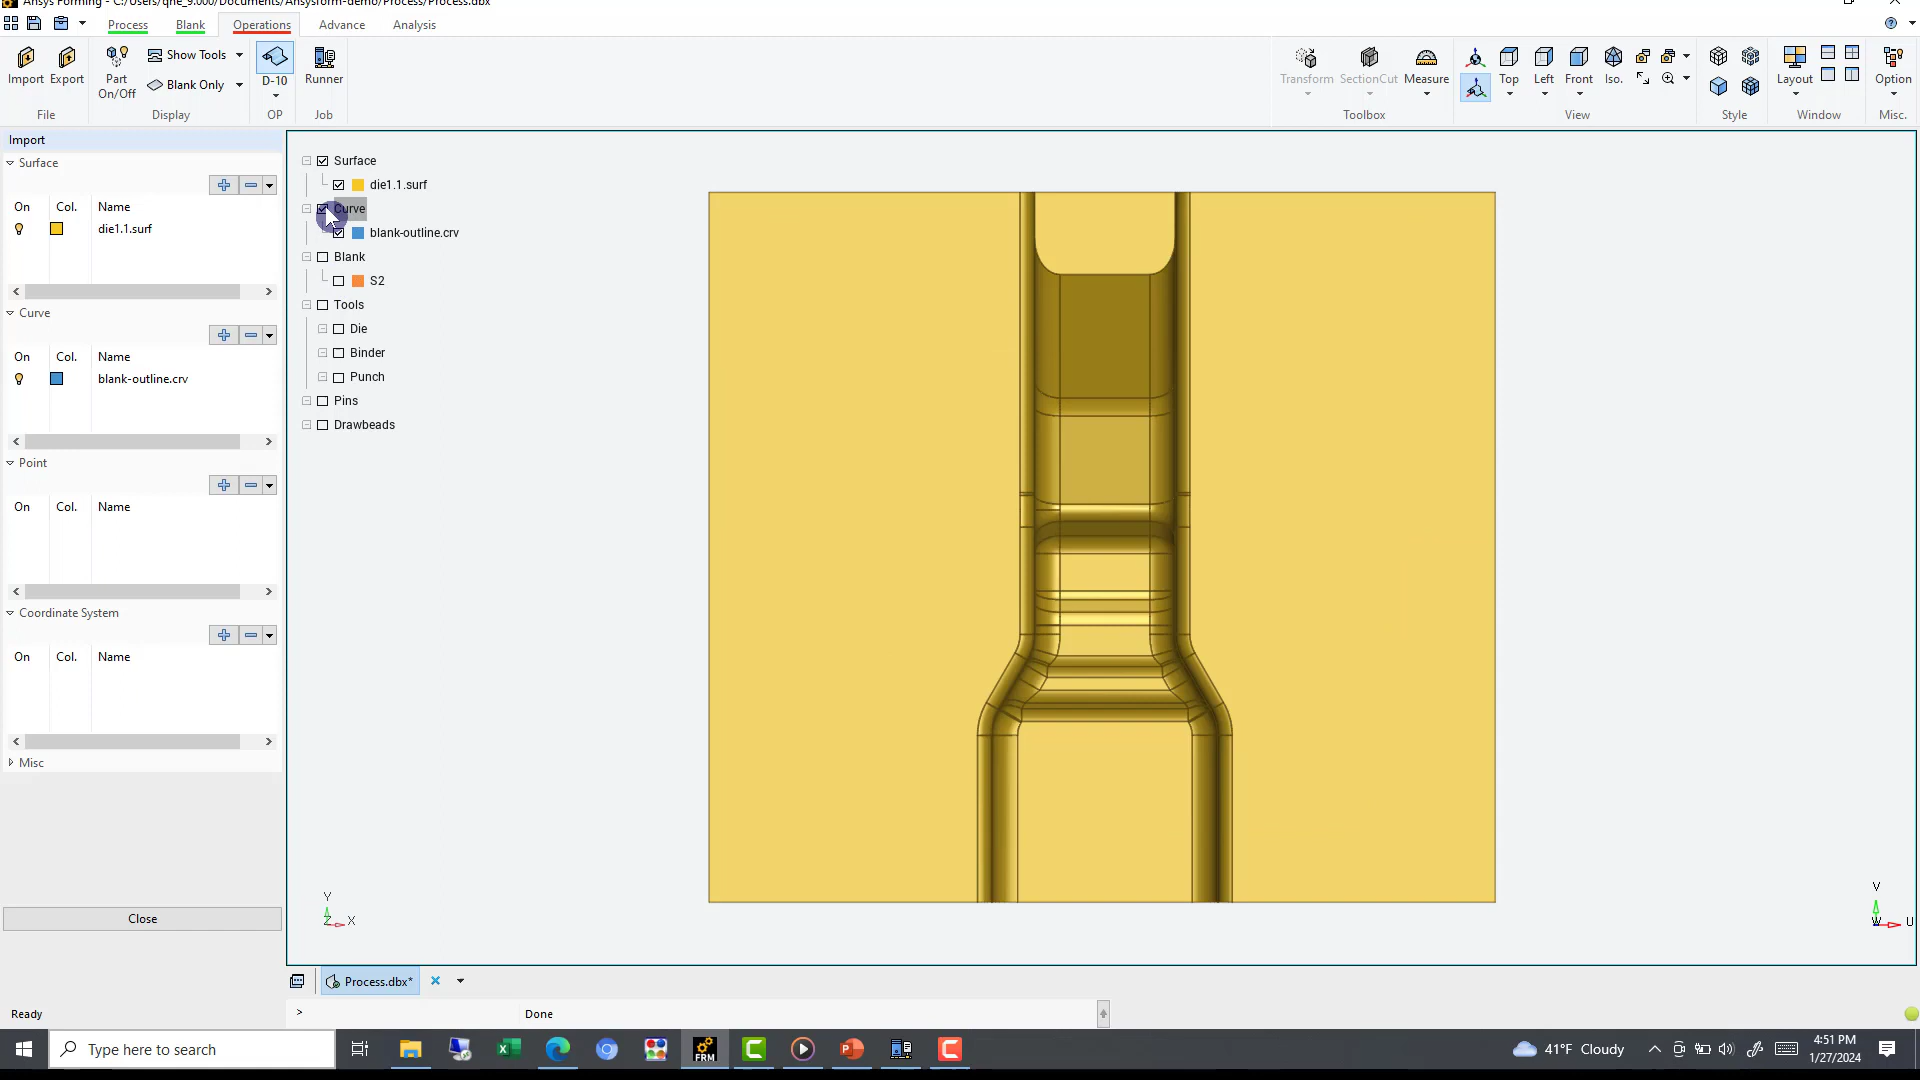 Ansys Forming - C:/Users/qhe_9.000/Documents/Ansysform-demo/Process/Process.dbx
Process Blank Operations Advance Analysis
Import Export Part On/Off Show Tools Blank Only D-10 Runner
Transform SectionCut Measure Top Left Front Iso. Layout Option
File Display OP Job Toolbox View Style Window Misc.
Import
Surface
On Col. Name
die1.1.surf
Curve
On Col. Name
blank-outline.crv
Point
On Col. Name
Coordinate System
On Col. Name
Misc
Close
Surface
die1.1.surf
Curve
blank-outline.crv
Blank
S2
Tools
Die
Binder
Punch
Pins
Drawbeads
Y
Z X
V
W U
Process.dbx*
Ready > Done
Type here to search
FRM
41°F Cloudy
4:51 PM
1/27/2024